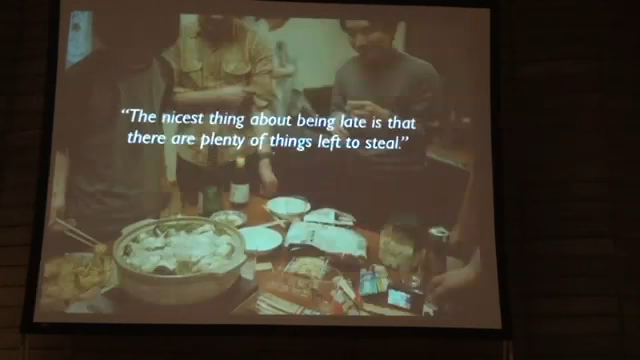 “The nicest thing about being late is that
there are plenty of things left to steal.”